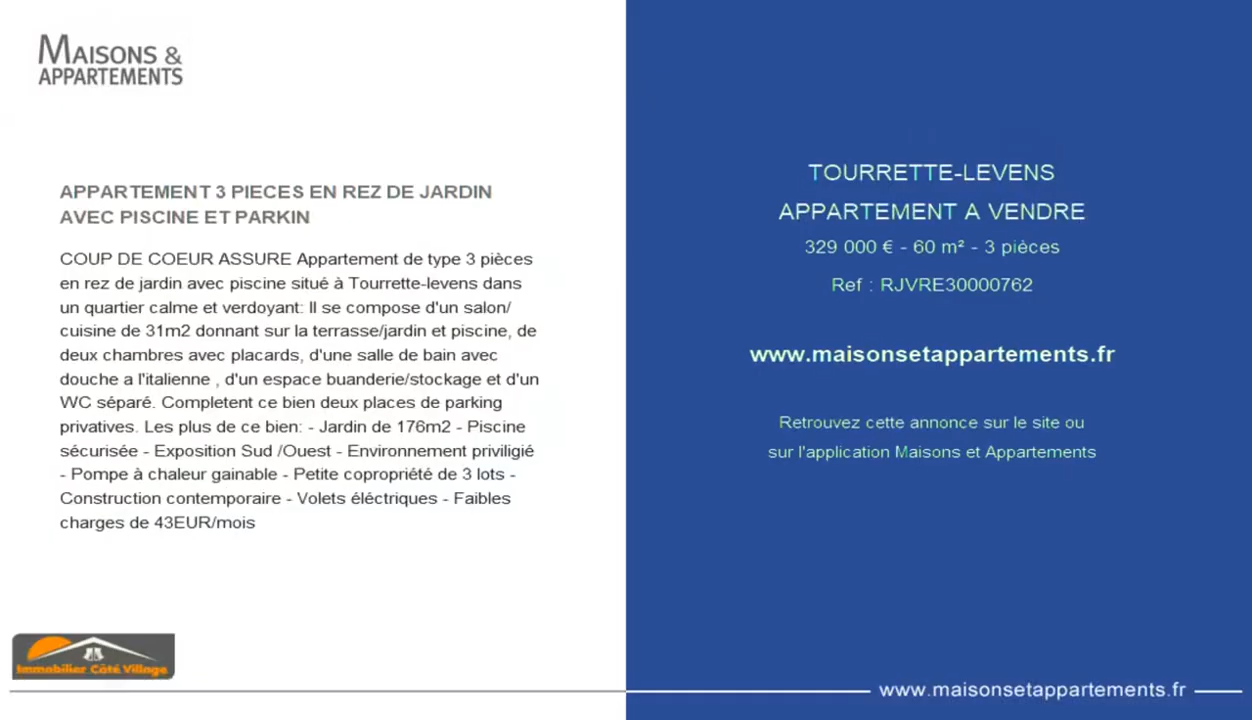 MAISONS &
APPARTEMENTS
APPARTEMENT 3 PIECES EN REZ DE JARDIN
AVEC PISCINE ET PARKIN
COUP DE COEUR ASSURE Appartement de type 3 pièces
en rez de jardin avec piscine situé à Tourrette-levens dans
un quartier calme et verdoyant: Il se compose d'un salon/
cuisine de 31m2 donnant sur la terrasse/jardin et piscine, de
deux chambres avec placards, d'une salle de bain avec
douche a l'italienne , d'un espace buanderie/stockage et d'un
WC séparé. Completent ce bien deux places de parking
privatives. Les plus de ce bien: - Jardin de 176m2 - Piscine
sécurisée - Exposition Sud /Ouest - Environnement priviligié
- Pompe à chaleur gainable - Petite copropriété de 3 lots -
Construction contemporaire - Volets éléctriques - Faibles
charges de 43EUR/mois
Immobilier Côté Village
TOURRETTE-LEVENS
APPARTEMENT A VENDRE
329 000 € - 60 m² - 3 pièces
Ref : RJVRE30000762
www.maisonsetappartements.fr
Retrouvez cette annonce sur le site ou
sur l'application Maisons et Appartements
www.maisonsetappartements.fr